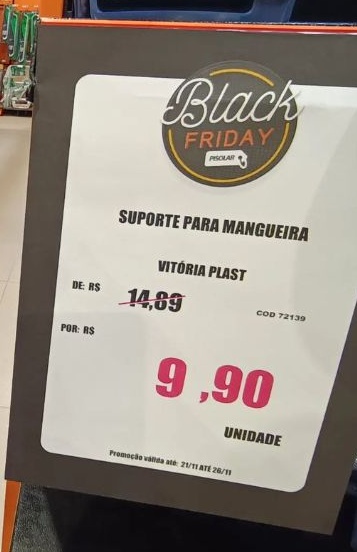 Black
FRIDAY
PISOLAR
SUPORTE PARA MANGUEIRA
VITÓRIA PLAST
DE: R$ 14,89
COD 72139
POR: R$
9,90
UNIDADE
Promoção válida até: 21/11 ATÉ 26/11